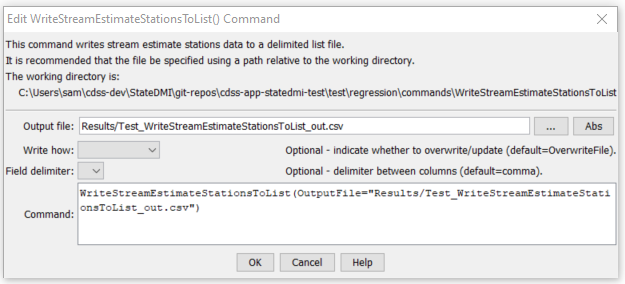 Edit WriteStreamEstimateStationsToList() Command
This command writes stream estimate stations data to a delimited list file.
It is recommended that the file be specified using a path relative to the working directory.
The working directory is:
C:\Users\sam\cdss-dev\StateDMI\git-repos\cdss-app-statedmi-test\test\regression\commands\WriteStreamEstimateStationsToList
Output file: Results/Test_WriteStreamEstimateStationsToList_out.csv ... Abs
Write how: Optional - indicate whether to overwrite/update (default=OverwriteFile).
Field delimiter: Optional - delimiter between columns (default=comma).
WriteStreamEstimateStationsToList(OutputFile="Results/Test_WriteStreamEstimateStati
Command: onsToList_out.csv")
OK Cancel Help